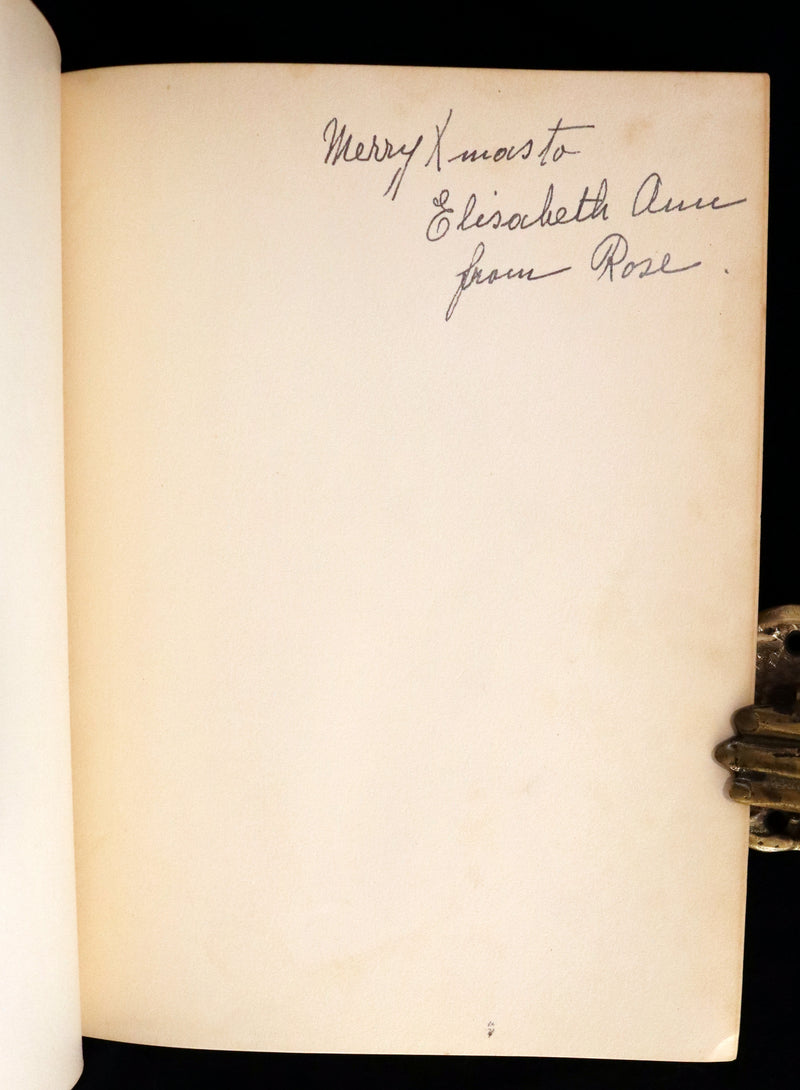 Merry Xmas to
Elisabeth Ann
from Rose.